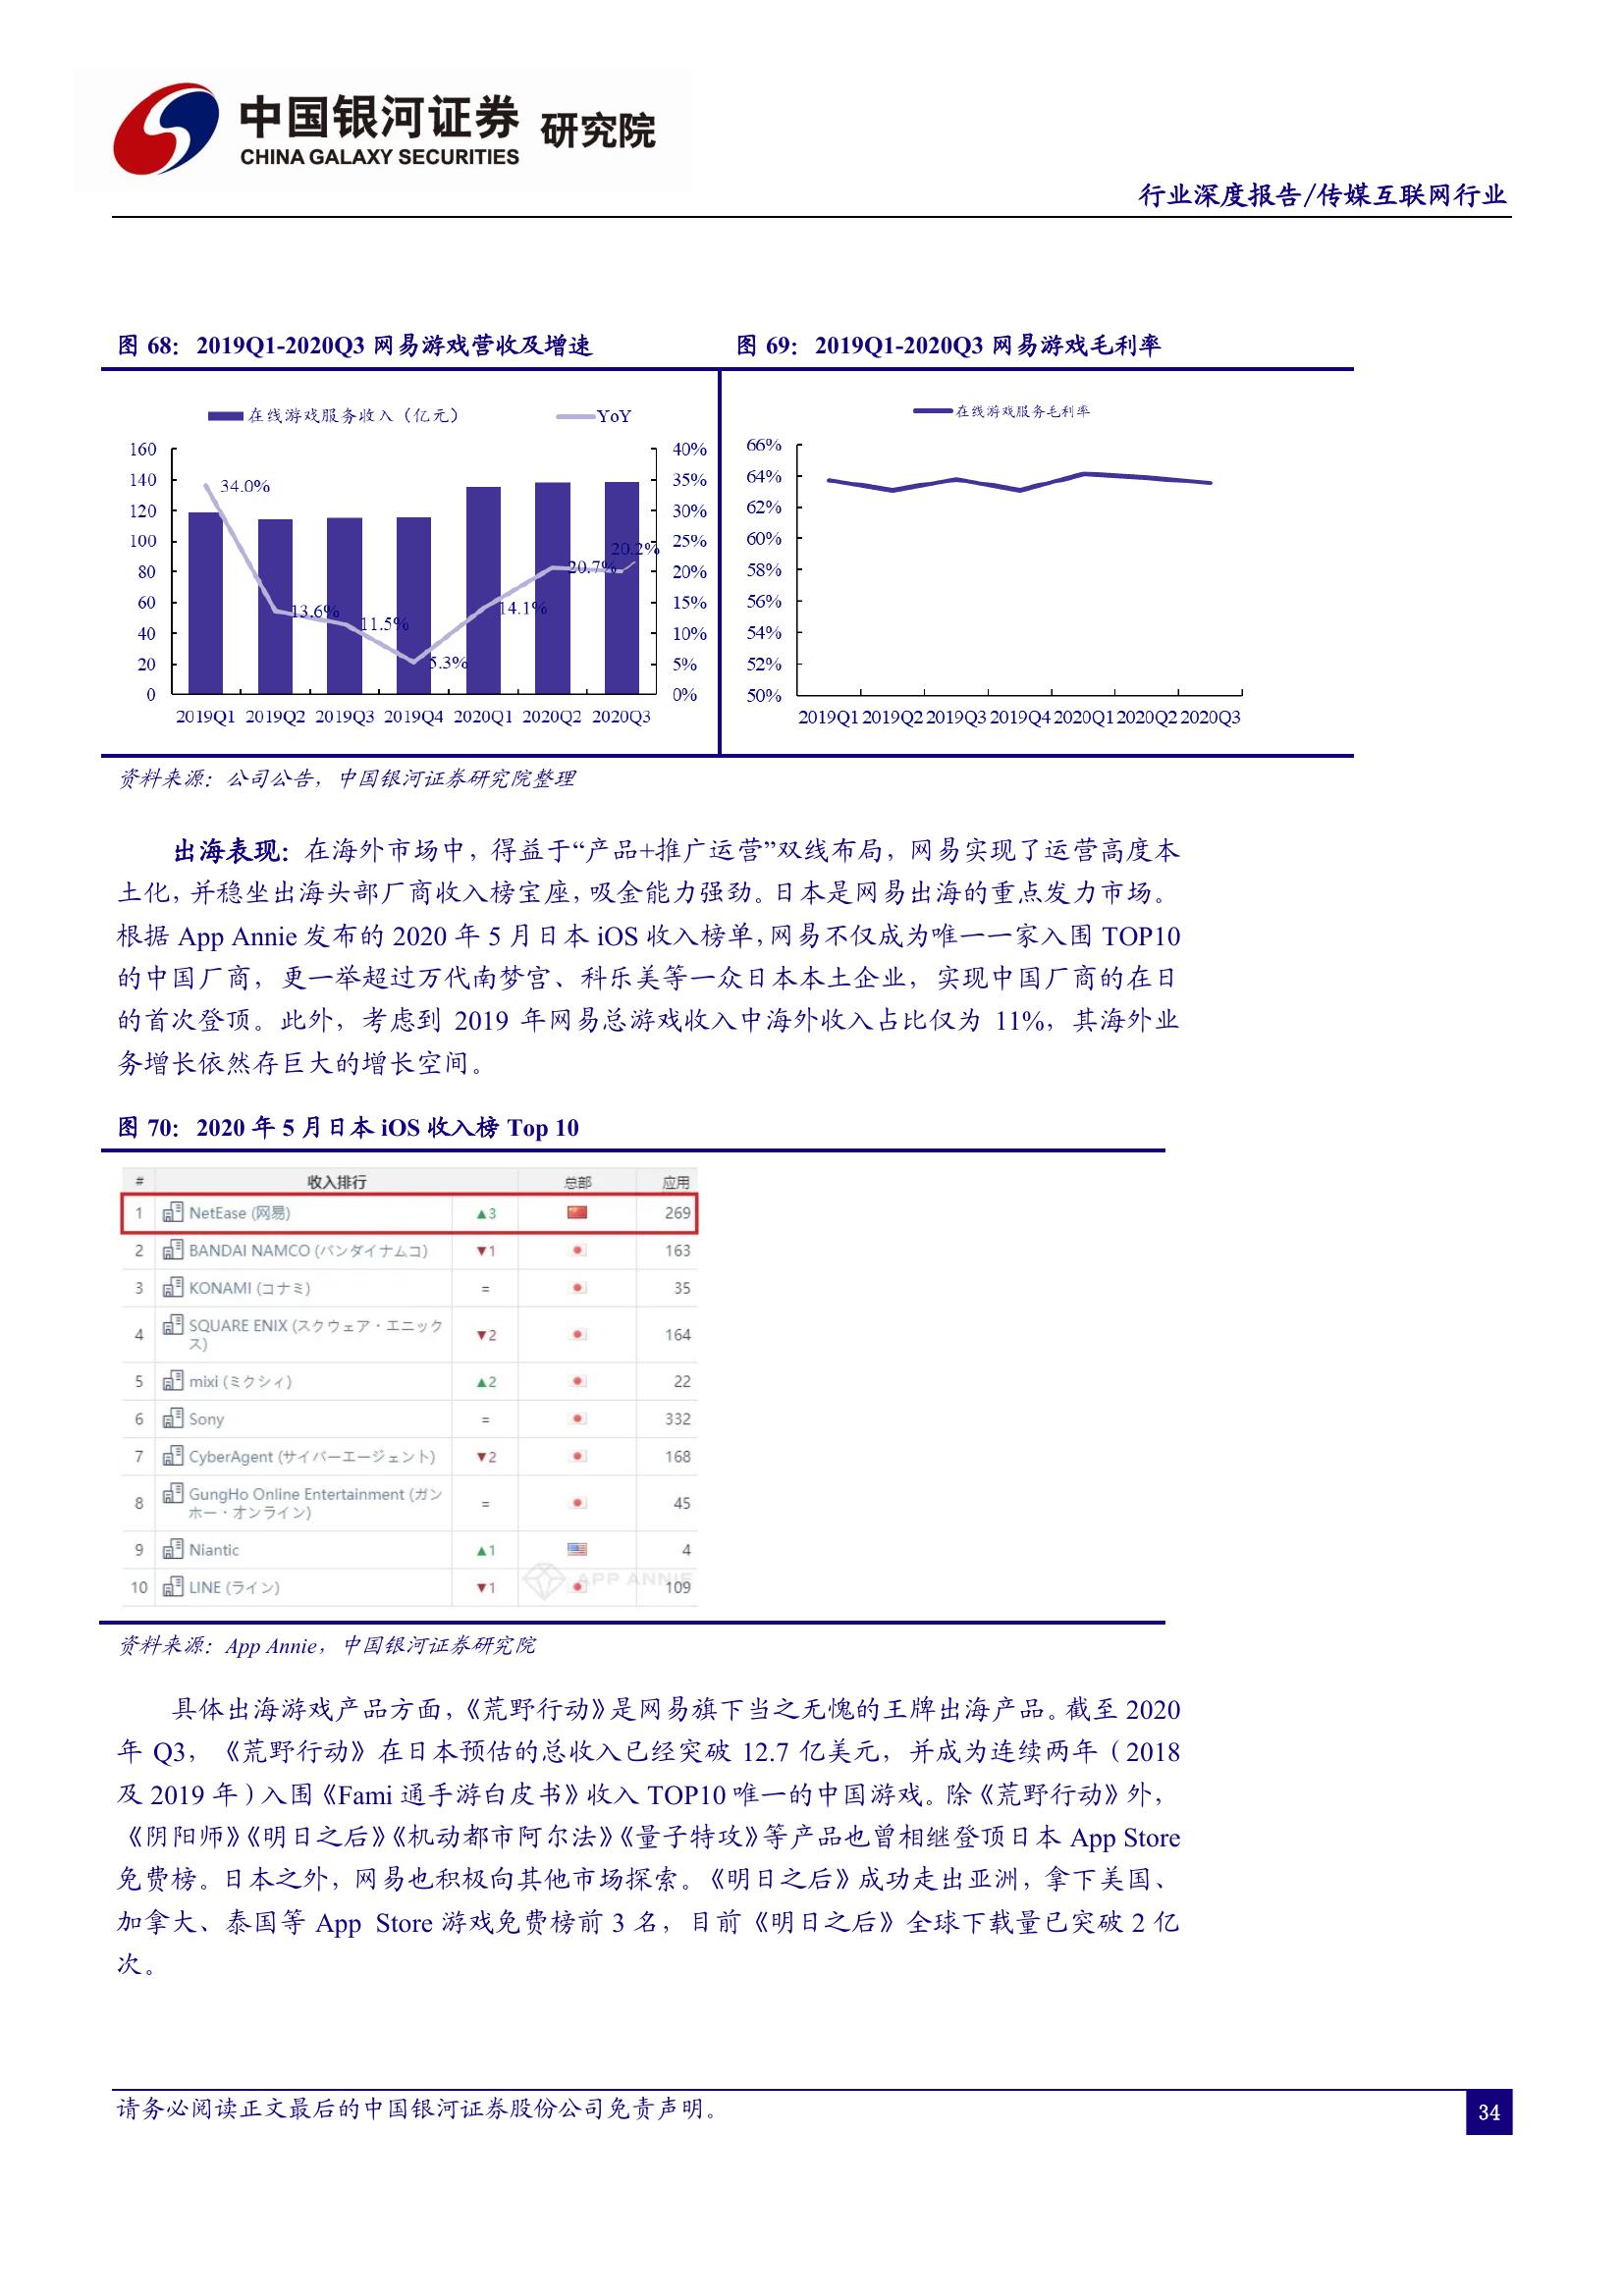 中国银河证券 研究院
CHINA GALAXY SECURITIES
行业深度报告/传媒互联网行业
图 68：2019Q1-2020Q3 网易游戏营收及增速
在线游戏服务收入（亿元）
YoY
160
140
120
100
80
60
40
20
0
40%
35%
30%
25%
20%
15%
10%
5%
0%
34.0%
13.6%
11.5%
5.3%
14.1%
20.7%
20.2%
2019Q1 2019Q2 2019Q3 2019Q4 2020Q1 2020Q2 2020Q3
图 69：2019Q1-2020Q3 网易游戏毛利率
在线游戏服务毛利率
66%
64%
62%
60%
58%
56%
54%
52%
50%
2019Q1 2019Q2 2019Q3 2019Q4 2020Q1 2020Q2 2020Q3
资料来源：公司公告，中国银河证券研究院整理
出海表现：在海外市场中，得益于“产品+推广运营”双线布局，网易实现了运营高度本
土化，并稳坐出海头部厂商收入榜宝座，吸金能力强劲。日本是网易出海的重点发力市场。
根据 App Annie 发布的 2020 年 5 月日本 iOS 收入榜单，网易不仅成为唯一一家入围 TOP10
的中国厂商，更一举超过万代南梦宫、科乐美等一众日本本土企业，实现中国厂商的在日
的首次登顶。此外，考虑到 2019 年网易总游戏收入中海外收入占比仅为 11%，其海外业
务增长依然存巨大的增长空间。
图 70：2020 年 5 月日本 iOS 收入榜 Top 10
# 收入排行 总部 应用
1 NetEase (网易) ▲3 269
2 BANDAI NAMCO (バンダイナムコ) ▼1 163
3 KONAMI (コナミ) = 35
4 SQUARE ENIX (スクウェア・エニック
ス) ▼2 164
5 mixi (ミクシィ) ▲2 22
6 Sony = 332
7 CyberAgent (サイバーエージェント) ▼2 168
8 GungHo Online Entertainment (ガン
ホー・オンライン) = 45
9 Niantic ▲1 4
10 LINE (ライン) ▼1 109
APP ANNIE
资料来源：App Annie，中国银河证券研究院
具体出海游戏产品方面，《荒野行动》是网易旗下当之无愧的王牌出海产品。截至 2020
年 Q3，《荒野行动》在日本预估的总收入已经突破 12.7 亿美元，并成为连续两年（2018
及 2019 年）入围《Fami 通手游白皮书》收入 TOP10 唯一的中国游戏。除《荒野行动》外，
《阴阳师》《明日之后》《机动都市阿尔法》《量子特攻》等产品也曾相继登顶日本 App Store
免费榜。日本之外，网易也积极向其他市场探索。《明日之后》成功走出亚洲，拿下美国、
加拿大、泰国等 App Store 游戏免费榜前 3 名，目前《明日之后》全球下载量已突破 2 亿
次。
请务必阅读正文最后的中国银河证券股份公司免责声明。
34